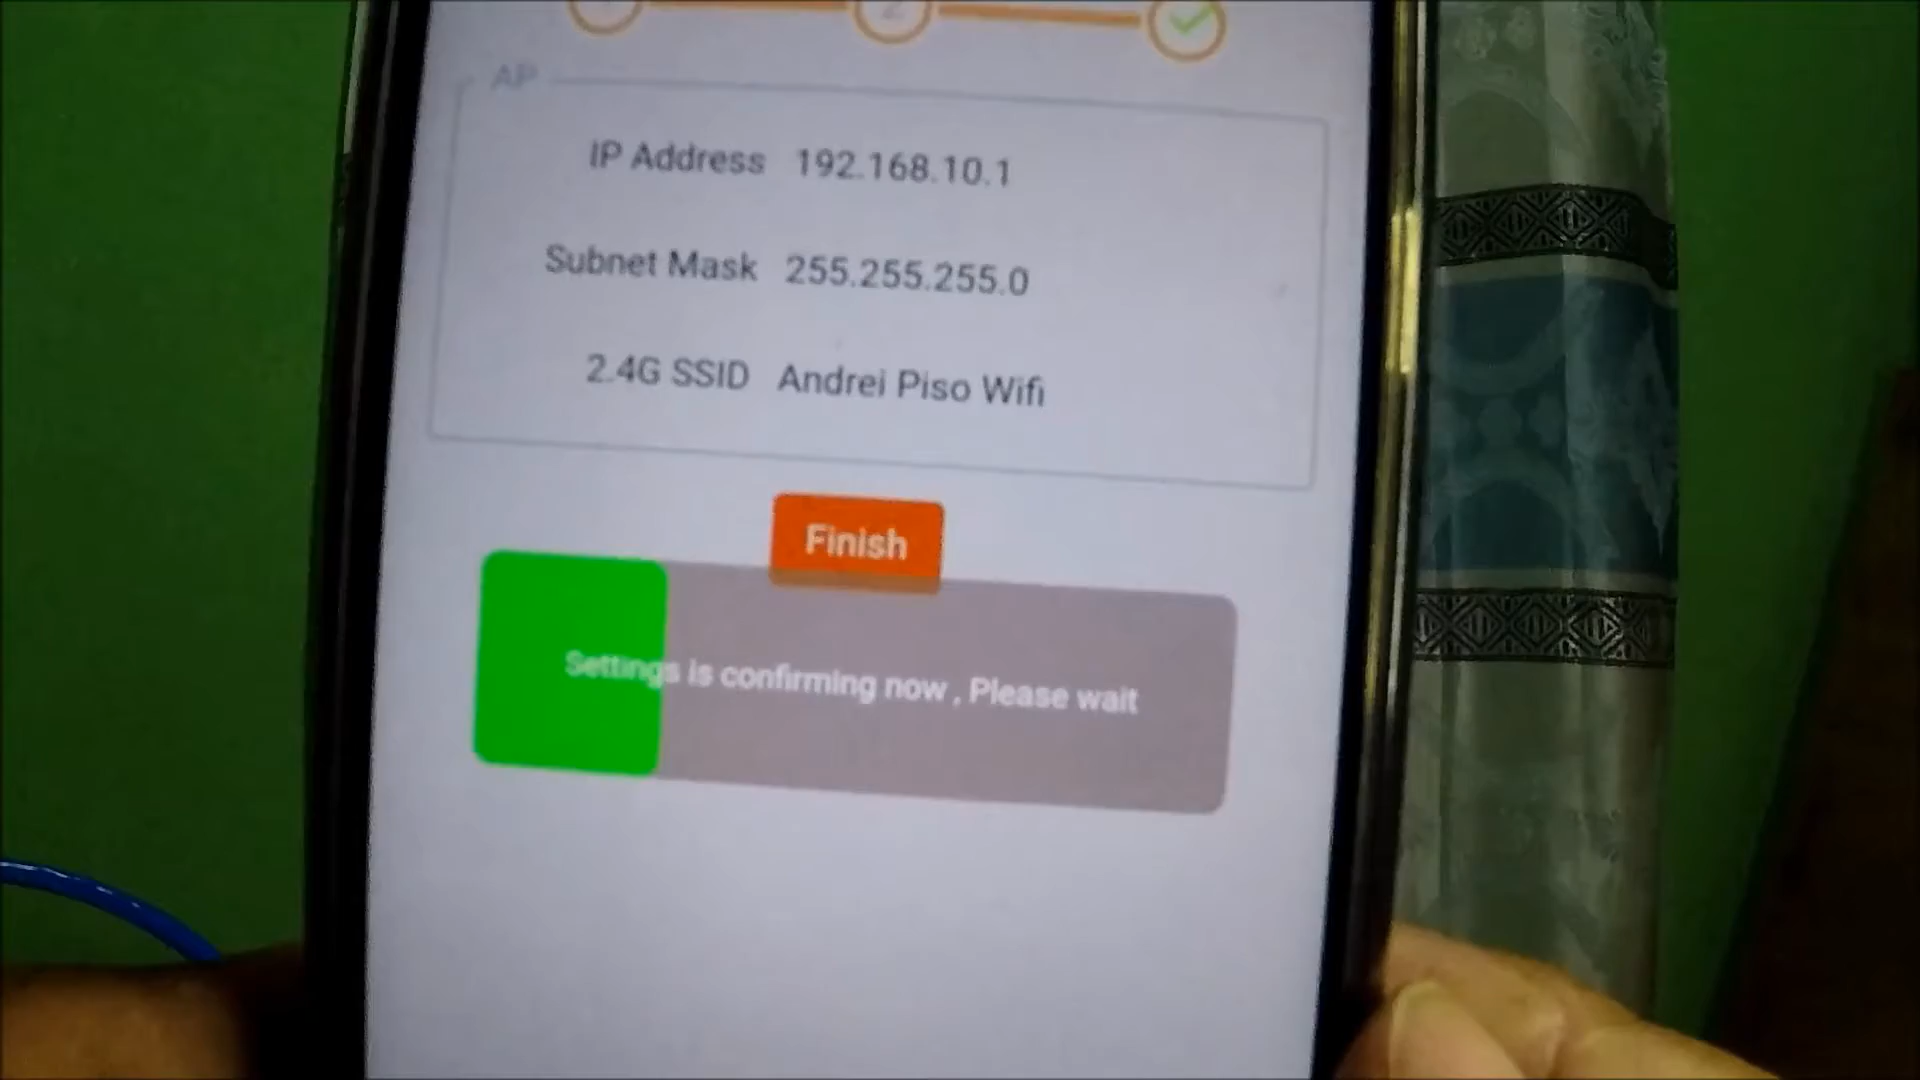 2
AP
IP Address 192.168.10.1
Subnet Mask 255.255.255.0
2.4G SSID Andrei Piso Wifi
Finish
Settings is confirming now , Please wait